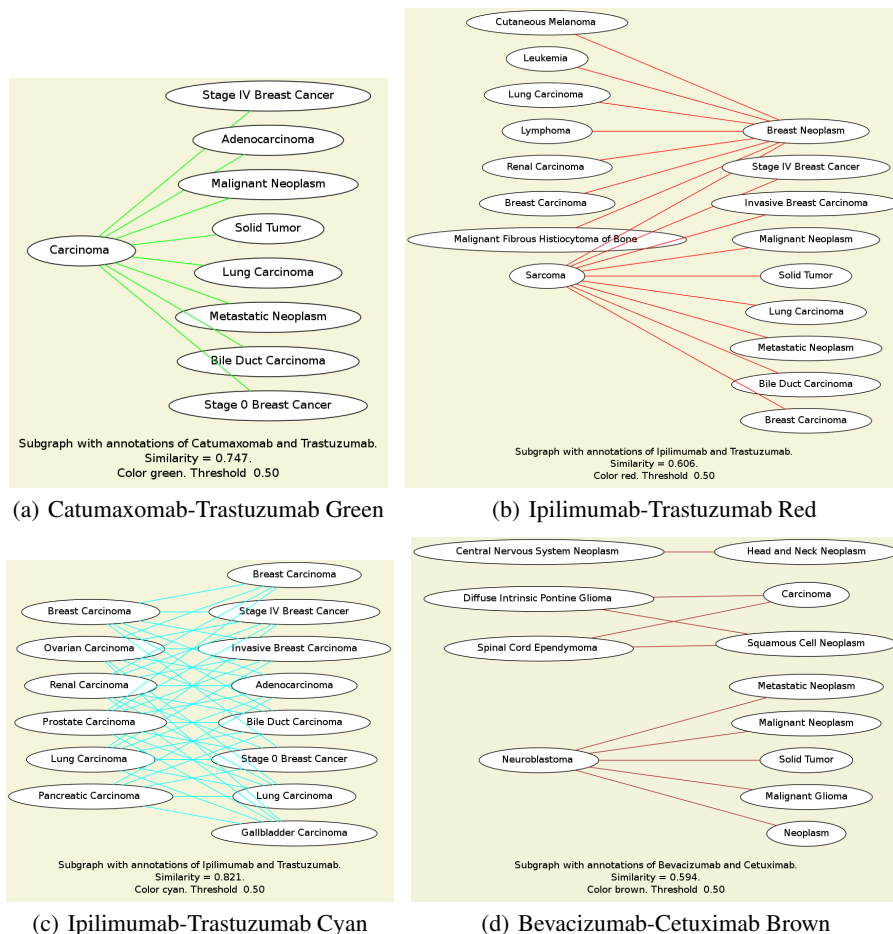 Stage IV Breast Cancer
Adenocarcinoma
Malignant Neoplasm
Solid Tumor
Carcinoma
Lung Carcinoma
Metastatic Neoplasm
Bile Duct Carcinoma
Stage 0 Breast Cancer
Subgraph with annotations of Catumaxomab and Trastuzumab.
Similarity = 0.747.
Color green. Threshold 0.50
(a) Catumaxomab-Trastuzumab Green
Cutaneous Melanoma
Leukemia
Lung Carcinoma
Lymphoma
Breast Neoplasm
Renal Carcinoma
Stage IV Breast Cancer
Breast Carcinoma
Invasive Breast Carcinoma
Malignant Fibrous Histiocytoma of Bone
Malignant Neoplasm
Sarcoma
Solid Tumor
Lung Carcinoma
Metastatic Neoplasm
Bile Duct Carcinoma
Breast Carcinoma
Subgraph with annotations of Ipilimumab and Trastuzumab.
Similarity = 0.606.
Color red. Threshold 0.50
(b) Ipilimumab-Trastuzumab Red
Breast Carcinoma
Breast Carcinoma
Stage IV Breast Cancer
Ovarian Carcinoma
Invasive Breast Carcinoma
Renal Carcinoma
Adenocarcinoma
Prostate Carcinoma
Bile Duct Carcinoma
Lung Carcinoma
Stage 0 Breast Cancer
Pancreatic Carcinoma
Lung Carcinoma
Gallbladder Carcinoma
Subgraph with annotations of Ipilimumab and Trastuzumab.
Similarity = 0.821.
Color cyan. Threshold 0.50
(c) Ipilimumab-Trastuzumab Cyan
Central Nervous System Neoplasm
Head and Neck Neoplasm
Diffuse Intrinsic Pontine Glioma
Carcinoma
Spinal Cord Ependymoma
Squamous Cell Neoplasm
Metastatic Neoplasm
Malignant Neoplasm
Neuroblastoma
Solid Tumor
Malignant Glioma
Neoplasm
Subgraph with annotations of Bevacizumab and Cetuximab.
Similarity = 0.594.
Color brown. Threshold 0.50
(d) Bevacizumab-Cetuximab Brown